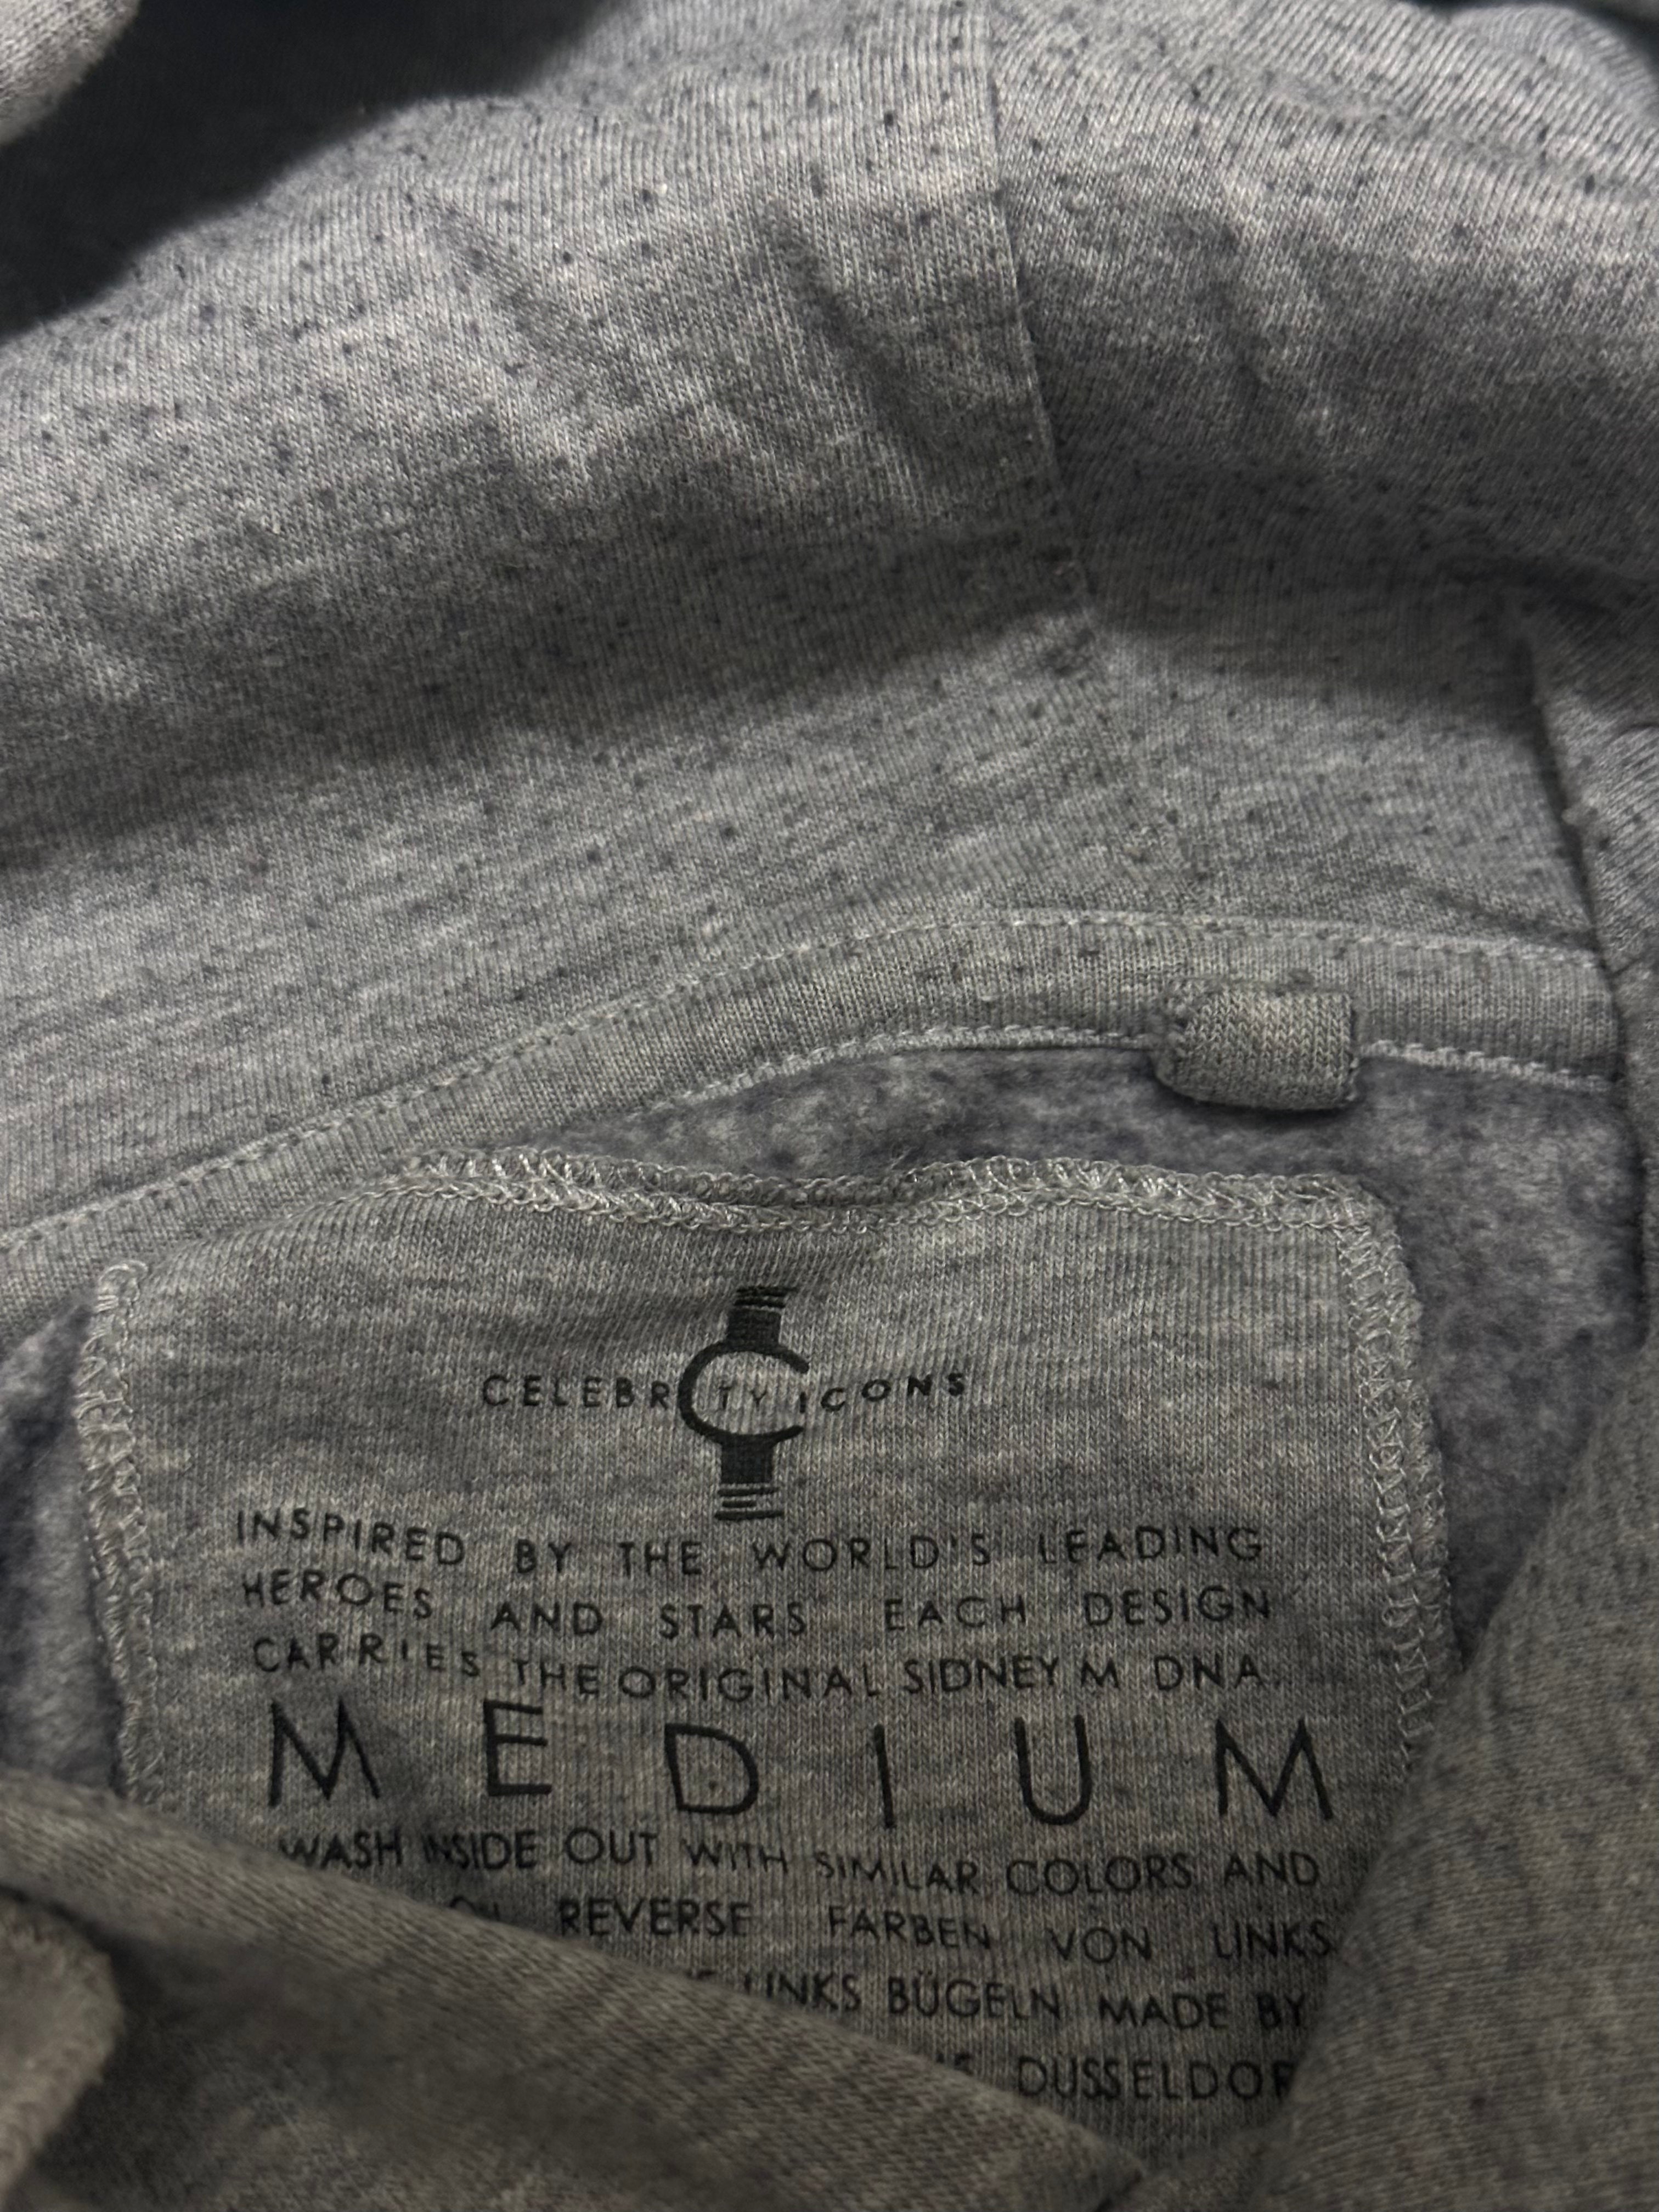 CELEBRITY ICONS
INSPIRED BY THE WORLD'S LEADING
HEROES AND STARS EACH DESIGN
CARRIES THE ORIGINAL SIDNEY M DNA.
MEDIUM
WASH INSIDE OUT WITH SIMILAR COLORS AND
REVERSE FARBEN VON LINKS
LINKS BÜGELN MADE BY